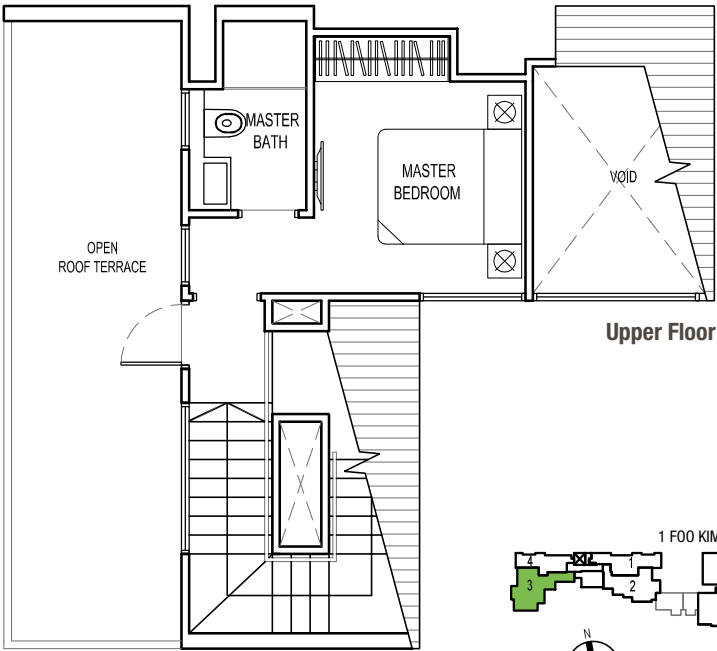 MASTER
BATH
MASTER
BEDROOM
VOID
OPEN
ROOF TERRACE
Upper Floor
1 FOO KIM
4
1
3
2
N